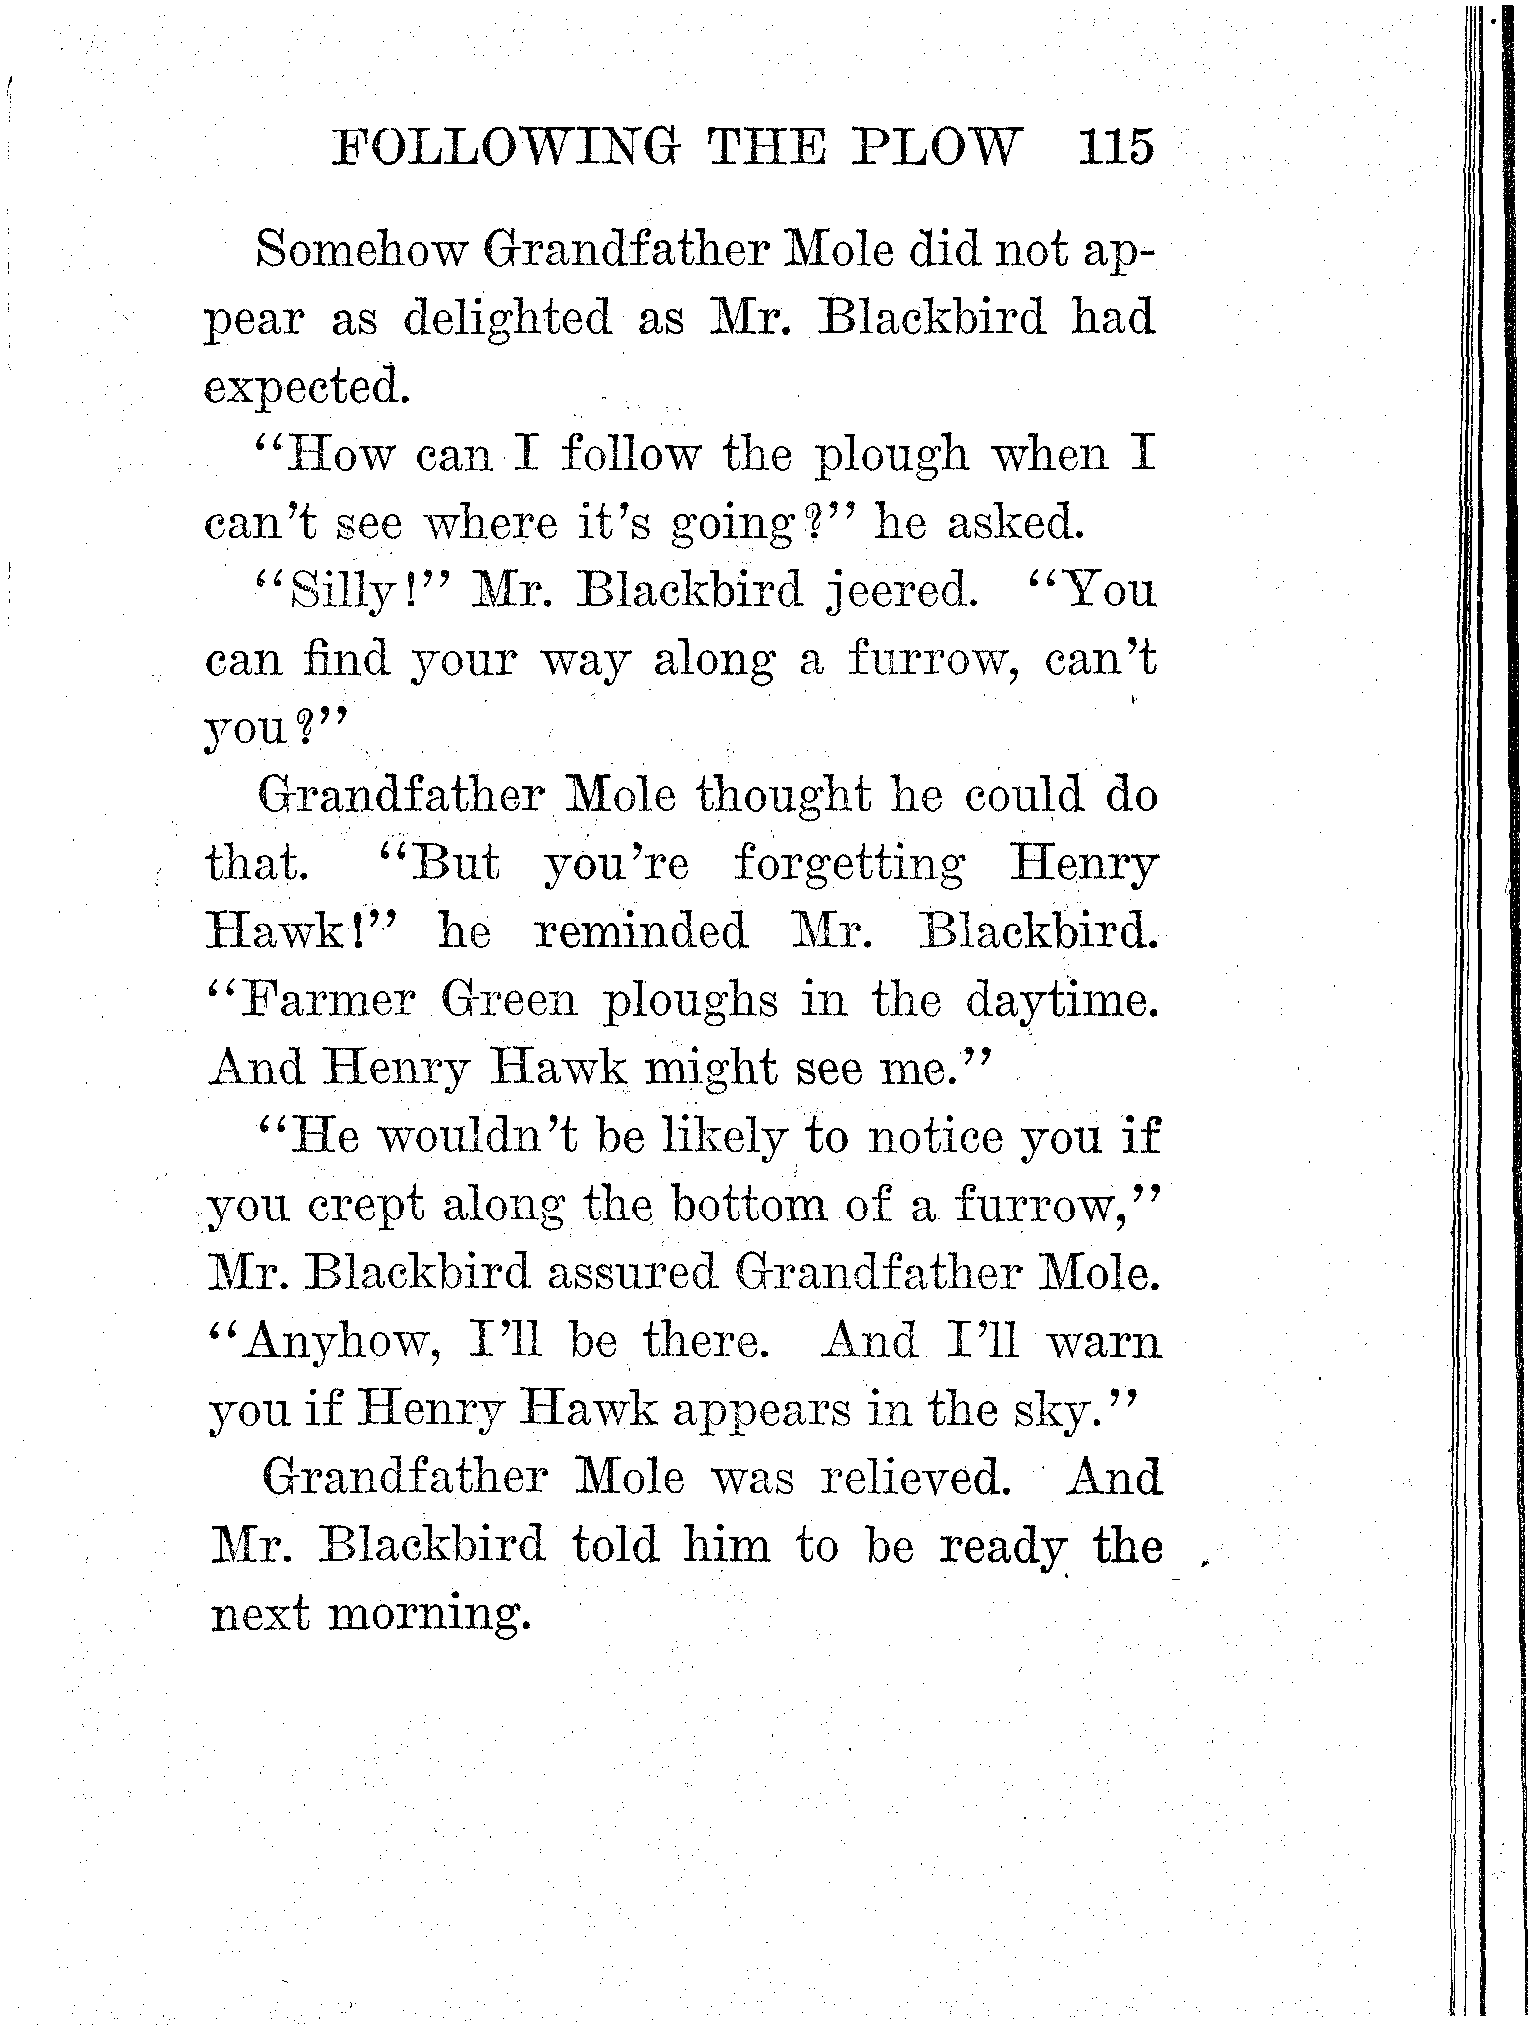 FOLLOWING THE PLOW 115
Somehow Grandfather Mole did not ap-
pear as delighted as Mr. Blackbird had
expected.
"How can I follow the plough when I
can't see where it's going?" he asked.
"Silly!" Mr. Blackbird jeered. "You
can find your way along a furrow, can't
you?"
Grandfather Mole thought he could do
that. "But you're forgetting Henry
Hawk!" he reminded Mr. Blackbird.
"Farmer Green ploughs in the daytime.
And Henry Hawk might see me."
"He wouldn't be likely to notice you if
you crept along the bottom of a furrow,"
Mr. Blackbird assured Grandfather Mole.
"Anyhow, I'll be there. And I'll warn
you if Henry Hawk appears in the sky."
Grandfather Mole was relieved. And
Mr. Blackbird told him to be ready the
next morning.